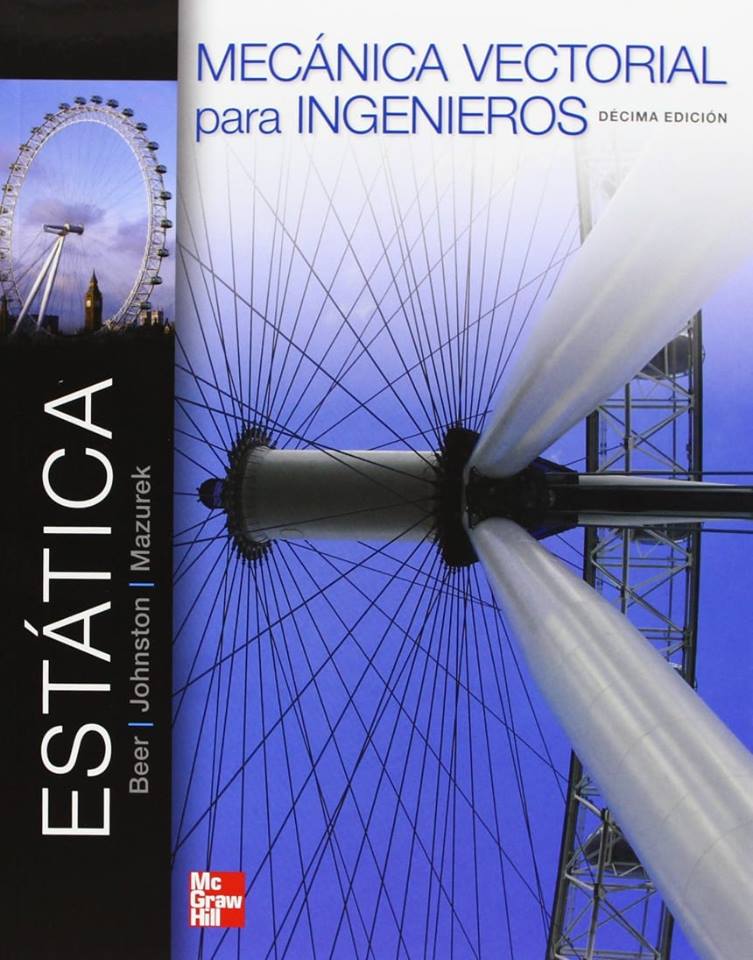 MECÁNICA VECTORIAL
para INGENIEROS DÉCIMA EDICIÓN
ESTÁTICA
Beer | Johnston | Mazurek
Mc
Graw
Hill